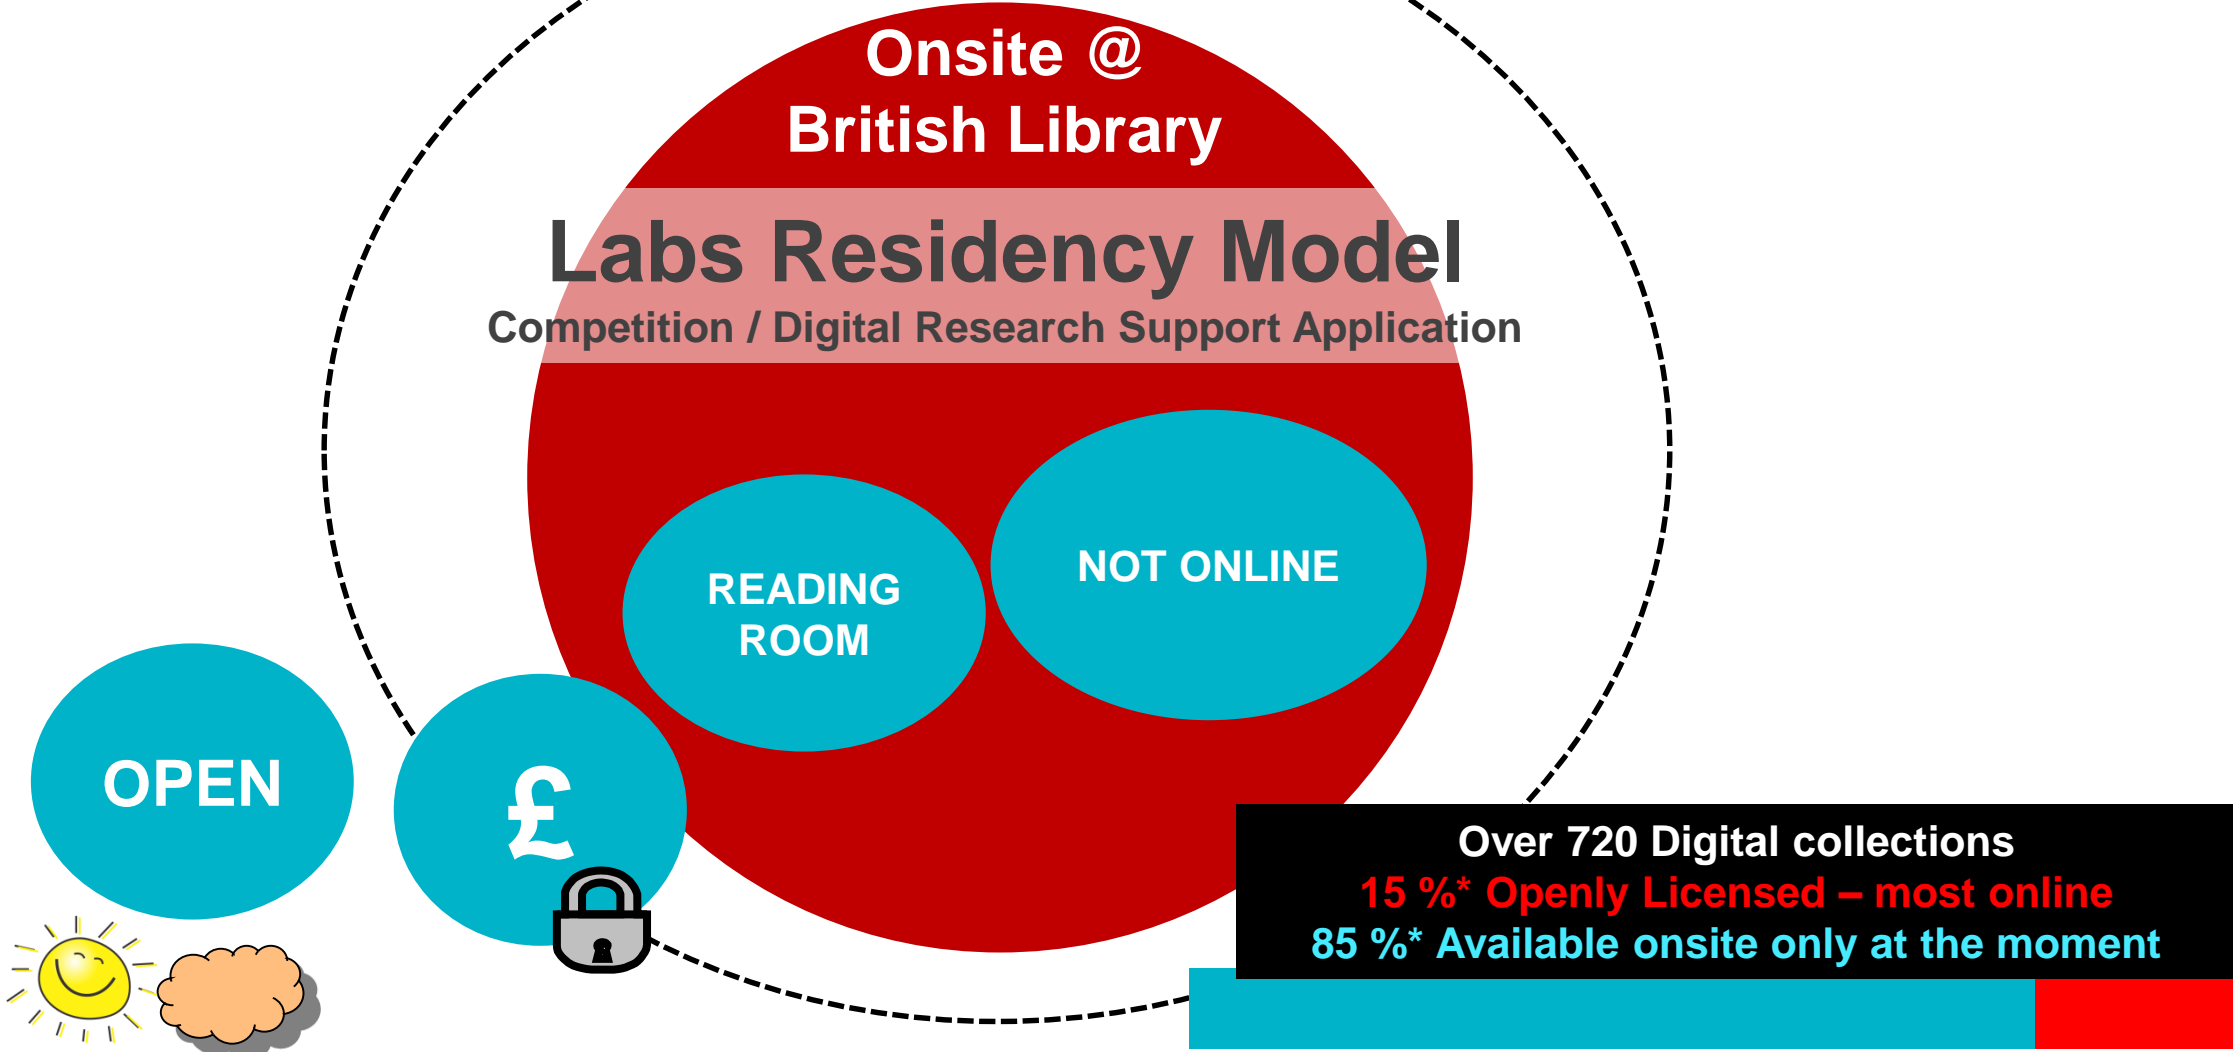 Onsite @
British Library
Labs Residency Model
Competition / Digital Research Support Application
NOT ONLINE
READING
ROOM
OPEN
£
Over 720 Digital collections
15 %* Openly Licensed – most online
85 %* Available onsite only at the moment